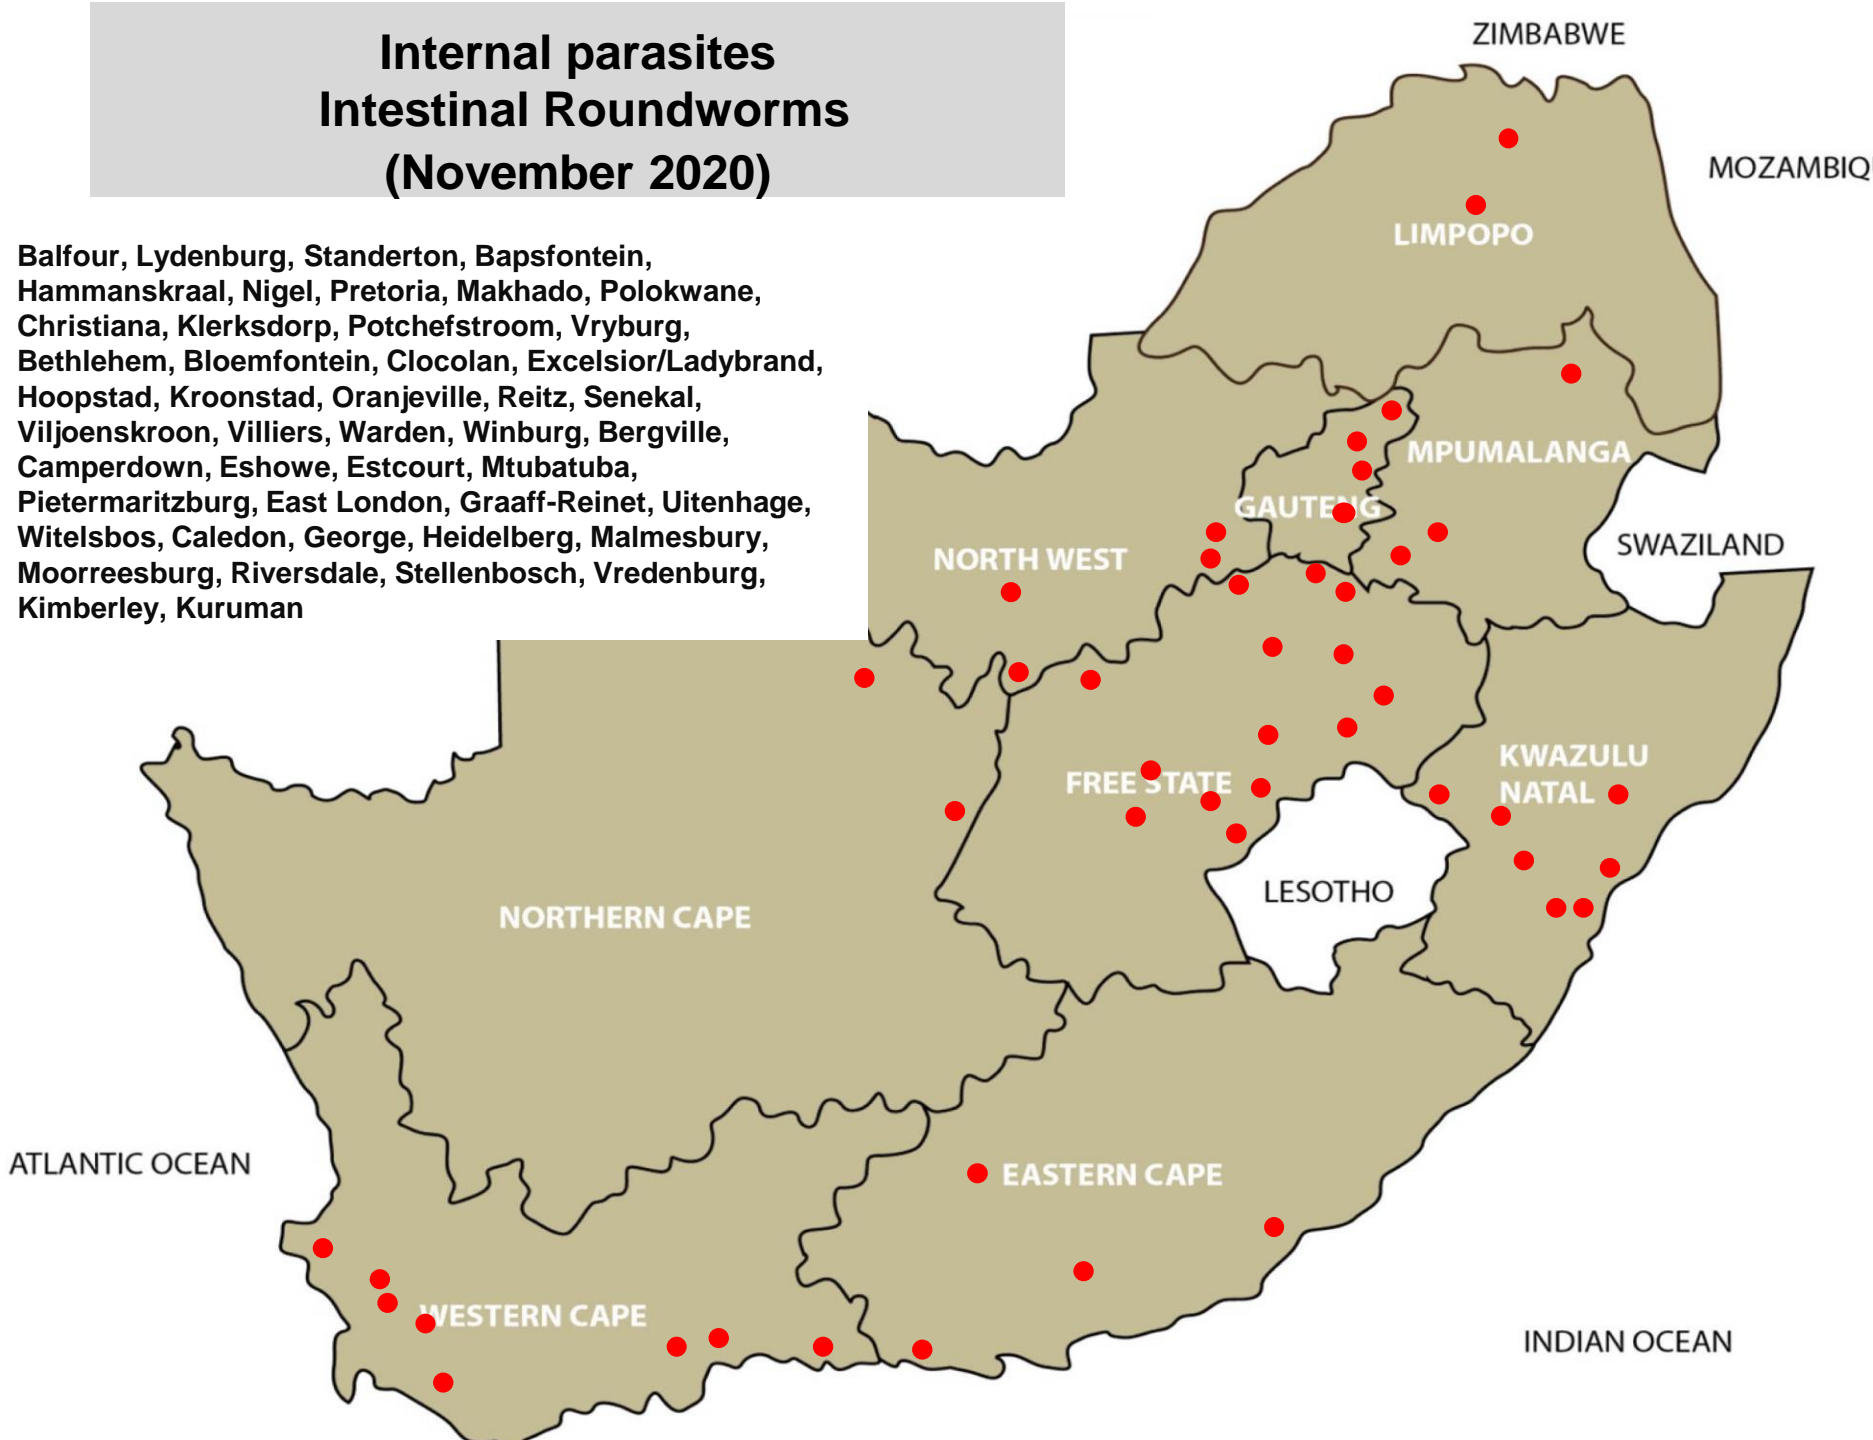 Internal parasites
Intestinal Roundworms
(November 2020)
Balfour, Lydenburg, Standerton, Bapsfontein,
Hammanskraal, Nigel, Pretoria, Makhado, Polokwane,
Christiana, Klerksdorp, Potchefstroom, Vryburg,
Bethlehem, Bloemfontein, Clocolan, Excelsior/Ladybrand,
Hoopstad, Kroonstad, Oranjeville, Reitz, Senekal,
Viljoenskroon, Villiers, Warden, Winburg, Bergville,
Camperdown, Eshowe, Estcourt, Mtubatuba,
Pietermaritzburg, East London, Graaff-Reinet, Uitenhage,
Witelsbos, Caledon, George, Heidelberg, Malmesbury,
Moorreesburg, Riversdale, Stellenbosch, Vredenburg,
Kimberley, Kuruman
ZIMBABWE
MOZAMBIQ
LIMPOPO
MPUMALANGA
GAUTENG
SWAZILAND
NORTH WEST
KWAZULU
NATAL
FREE STATE
LESOTHO
NORTHERN CAPE
ATLANTIC OCEAN
EASTERN CAPE
WESTERN CAPE
INDIAN OCEAN